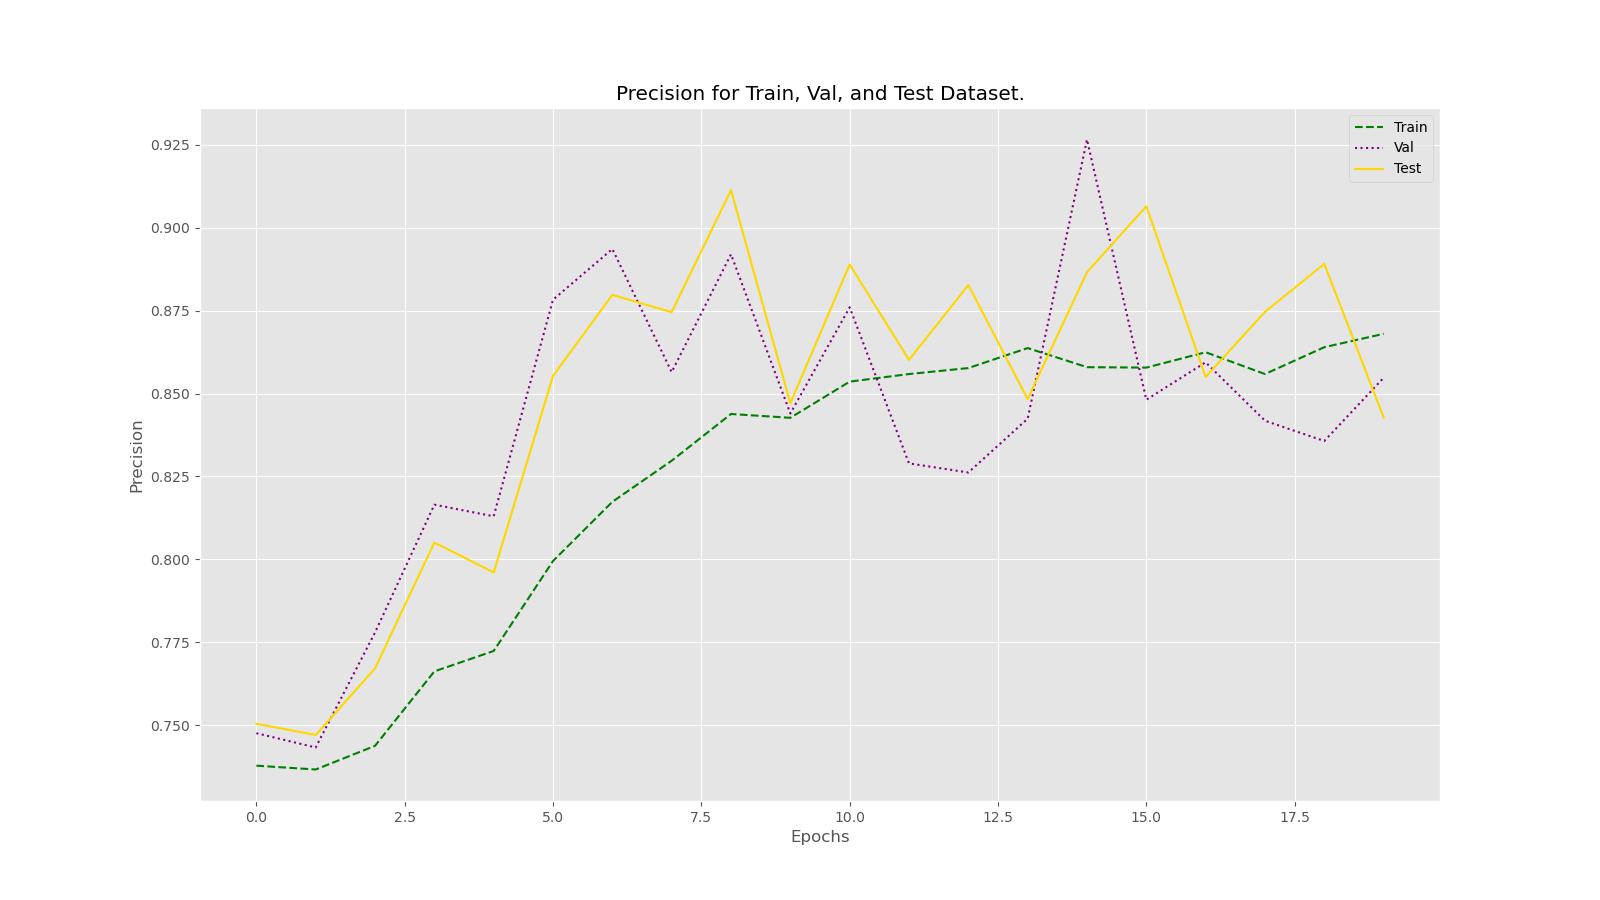 Precision for Train, Val, and Test Dataset.
Train
Val
Test
0.925
0.900
0.875
0.850
0.825
0.800
0.775
0.750
Precision
0.0 2.5 5.0 7.5 10.0 12.5 15.0 17.5
Epochs